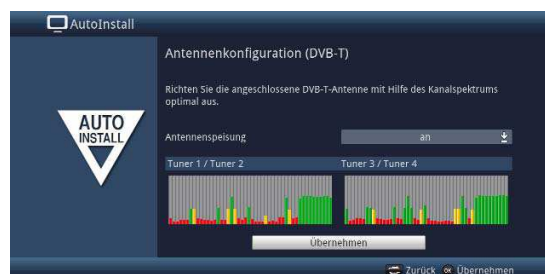 AutoInstall
Antennenkonfiguration (DVB-T)
Richten Sie die angeschlossene DVB-T-Antenne mit Hilfe des Kanalspektrums
optimal aus.
AUTO
INSTALL
Antennenspeisung an
Tuner 1 / Tuner 2 Tuner 3 / Tuner 4
Übernehmen
Zurück Übernehmen